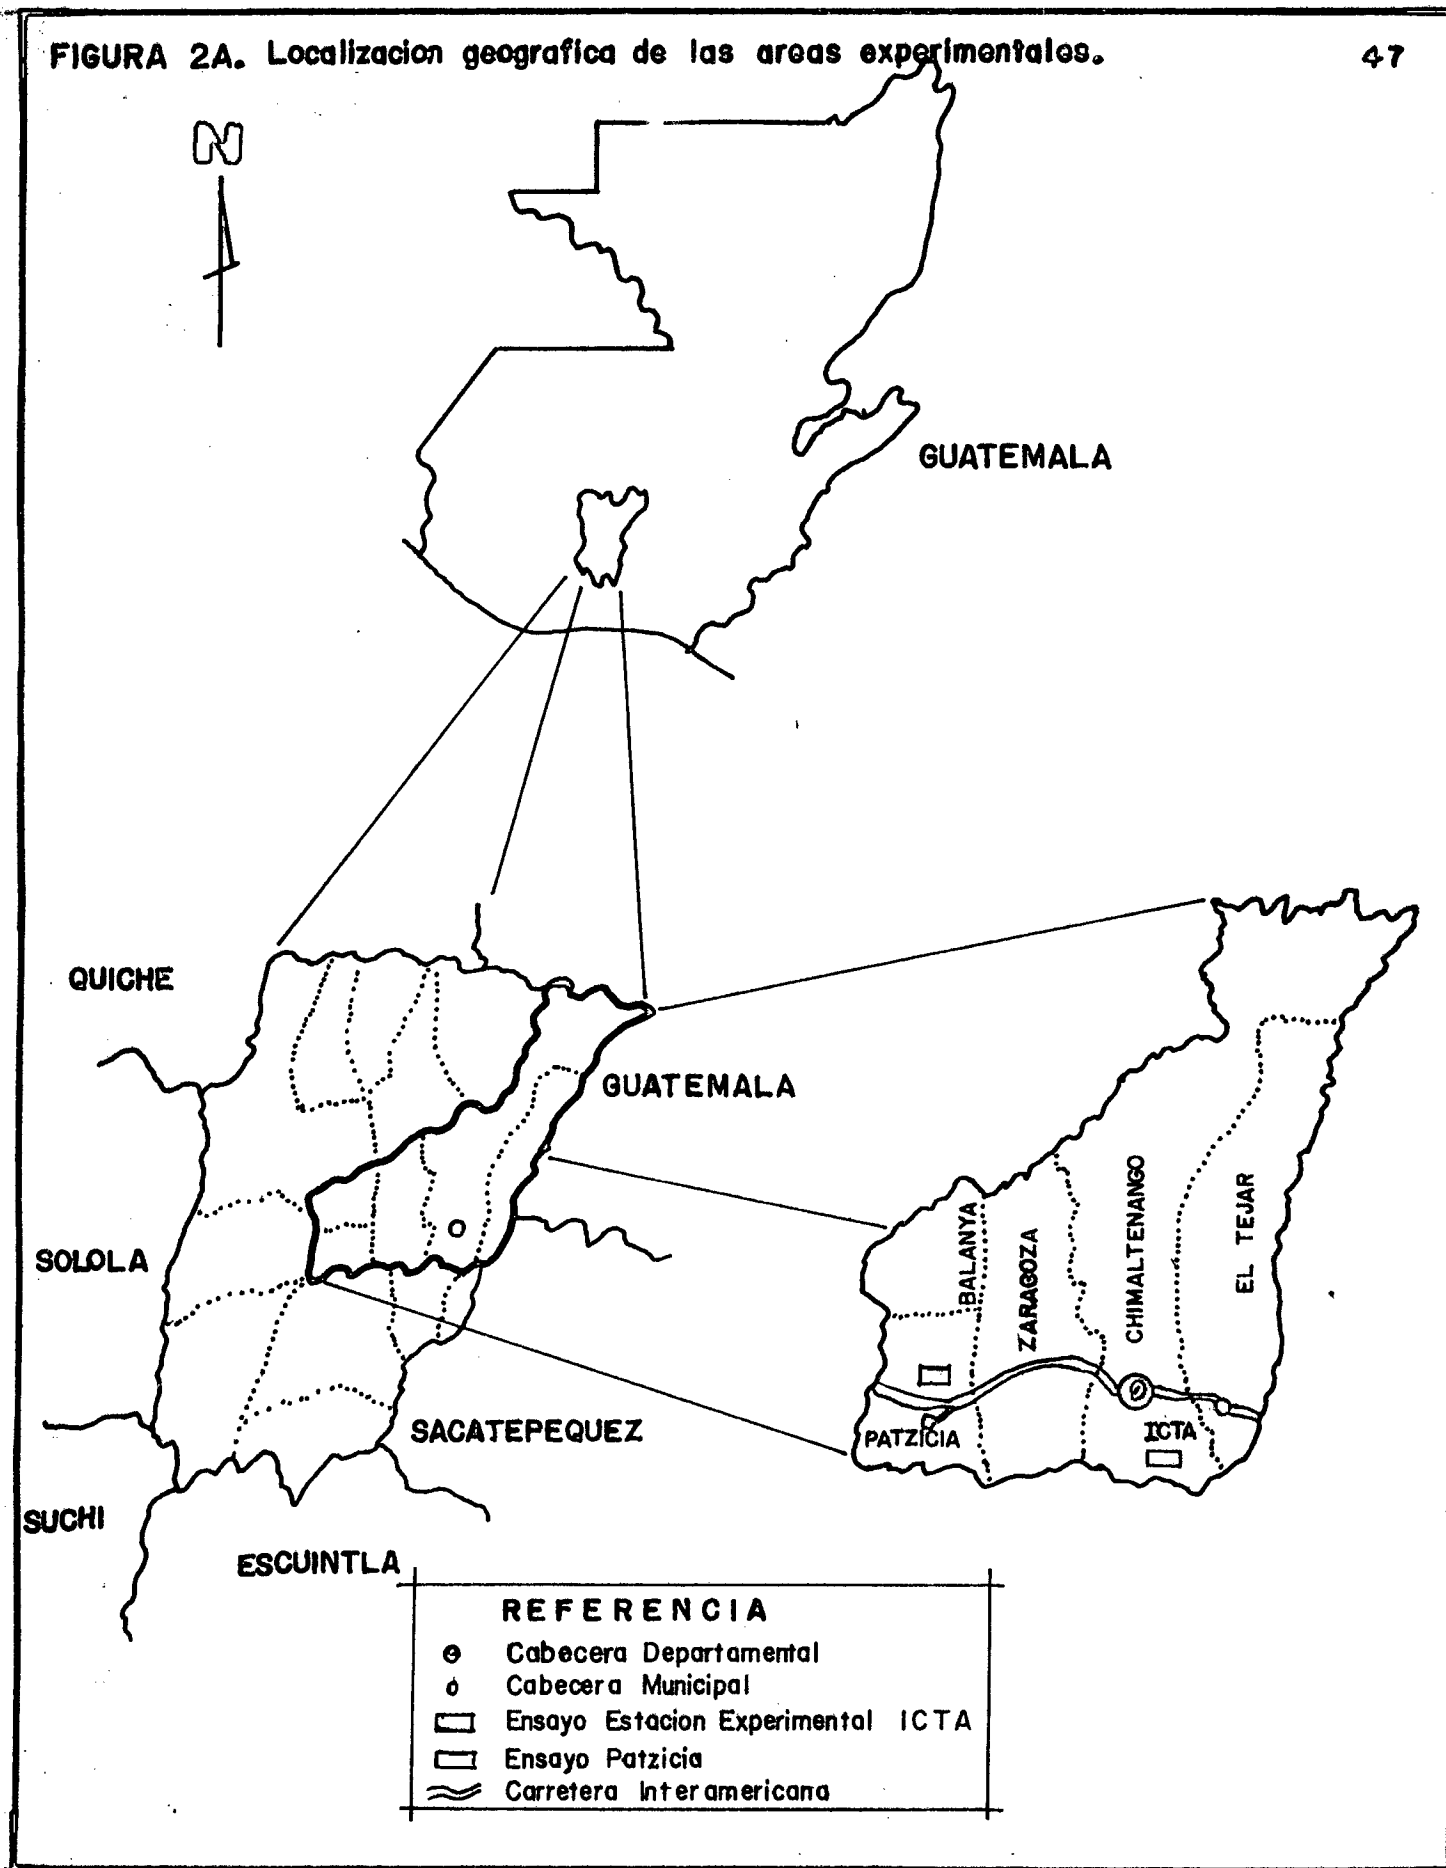 FIGURA 2A. Localizacion geografica de las areas experimentales.
47
N
GUATEMALA
QUICHE
GUATEMALA
SOLOLA
SACATEPEQUEZ
SUCHI
ESCUINTLA
BALANYA
ZARAGOZA
CHIMALTENANGO
EL TEJAR
PATZICIA
ICTA
REFERENCIA
Cabecera Departamental
Cabecera Municipal
Ensayo Estacion Experimental ICTA
Ensayo Patzicia
Carretera Interamericana